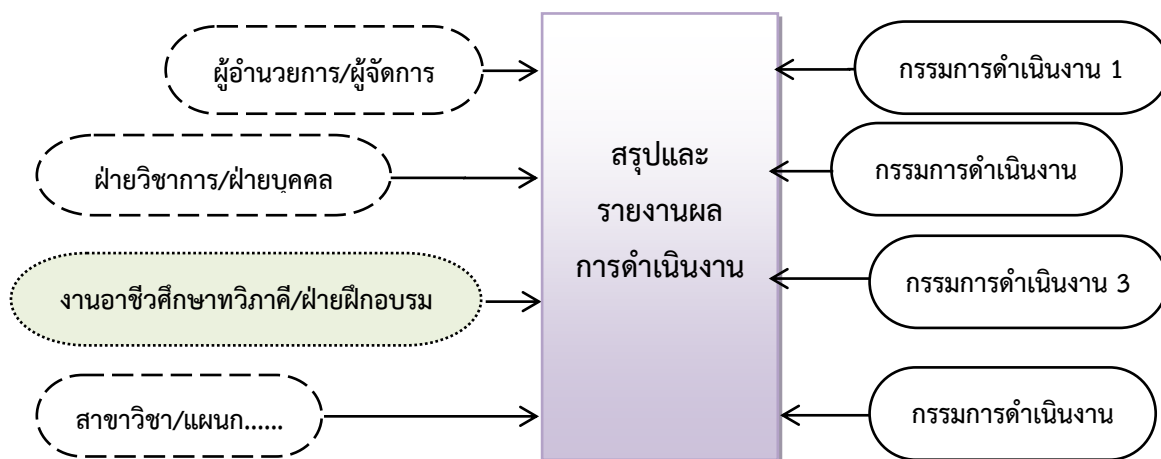 ผู้อำนวยการ/ผู้จัดการ
ฝ่ายวิชาการ/ฝ่ายบุคคล
งานอาชีวศึกษาทวิภาคี/ฝ่ายฝึกอบรม
สาขาวิชา/แผนก......
สรุปและ
รายงานผล
การดำเนินงาน
กรรมการดำเนินงาน 1
กรรมการดำเนินงาน
กรรมการดำเนินงาน 3
กรรมการดำเนินงาน